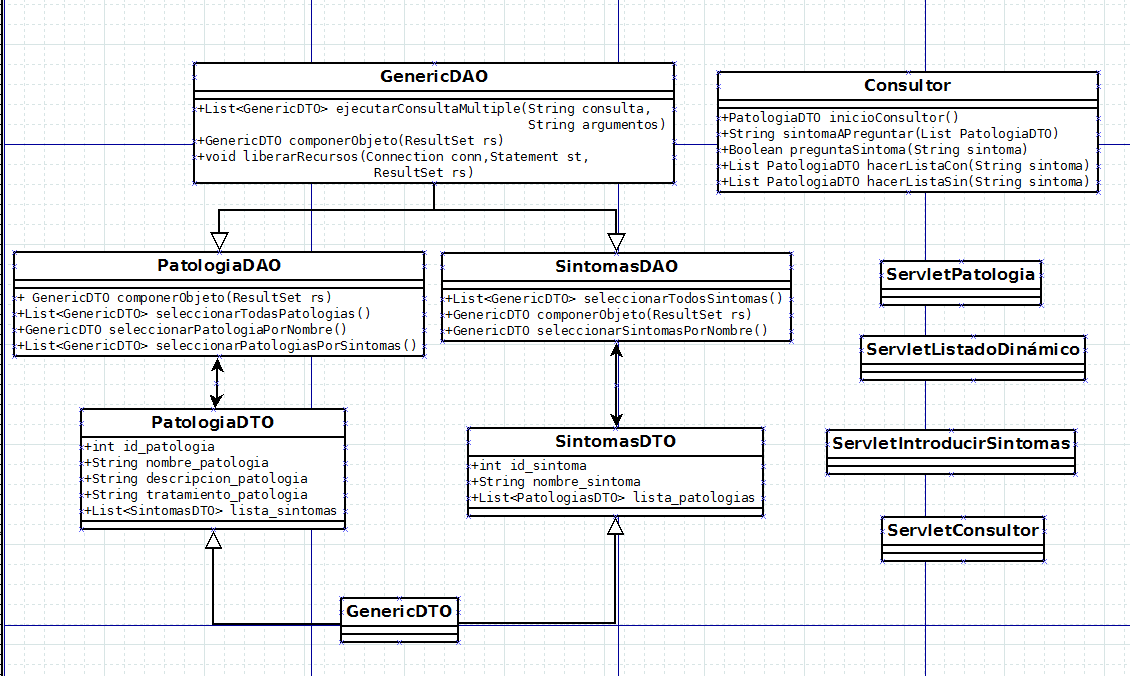 GenericDAO
+List<GenericDTO> ejecutarConsultaMultiple(String consulta,
String argumentos)
+GenericDTO componerObjeto(ResultSet rs)
+void liberarRecursos(Connection conn,Statement st,
ResultSet rs)
Consultor
+PatologiaDTO inicioConsultor()
+String sintomaAPreguntar(List PatologiaDTO)
+Boolean preguntaSintoma(String sintoma)
+List PatologiaDTO hacerListaCon(String sintoma)
+List PatologiaDTO hacerListaSin(String sintoma)
PatologiaDAO
+ GenericDTO componerObjeto(ResultSet rs)
+List<GenericDTO> seleccionarTodasPatologias()
+GenericDTO seleccionarPatologiaPorNombre()
+List<GenericDTO> seleccionarPatologiasPorSintomas()
SintomasDAO
+List<GenericDTO> seleccionarTodosSintomas()
+GenericDTO componerObjeto(ResultSet rs)
+GenericDTO seleccionarSintomasPorNombre()
ServletPatologia
ServletListadoDinámico
ServletIntroducirSintomas
ServletConsultor
PatologiaDTO
+int id_patologia
+String nombre_patologia
+String descripcion_patologia
+String tratamiento_patologia
+List<SintomasDTO> lista_sintomas
SintomasDTO
+int id_sintoma
+String nombre_sintoma
+List<PatologiasDTO> lista_patologias
GenericDTO